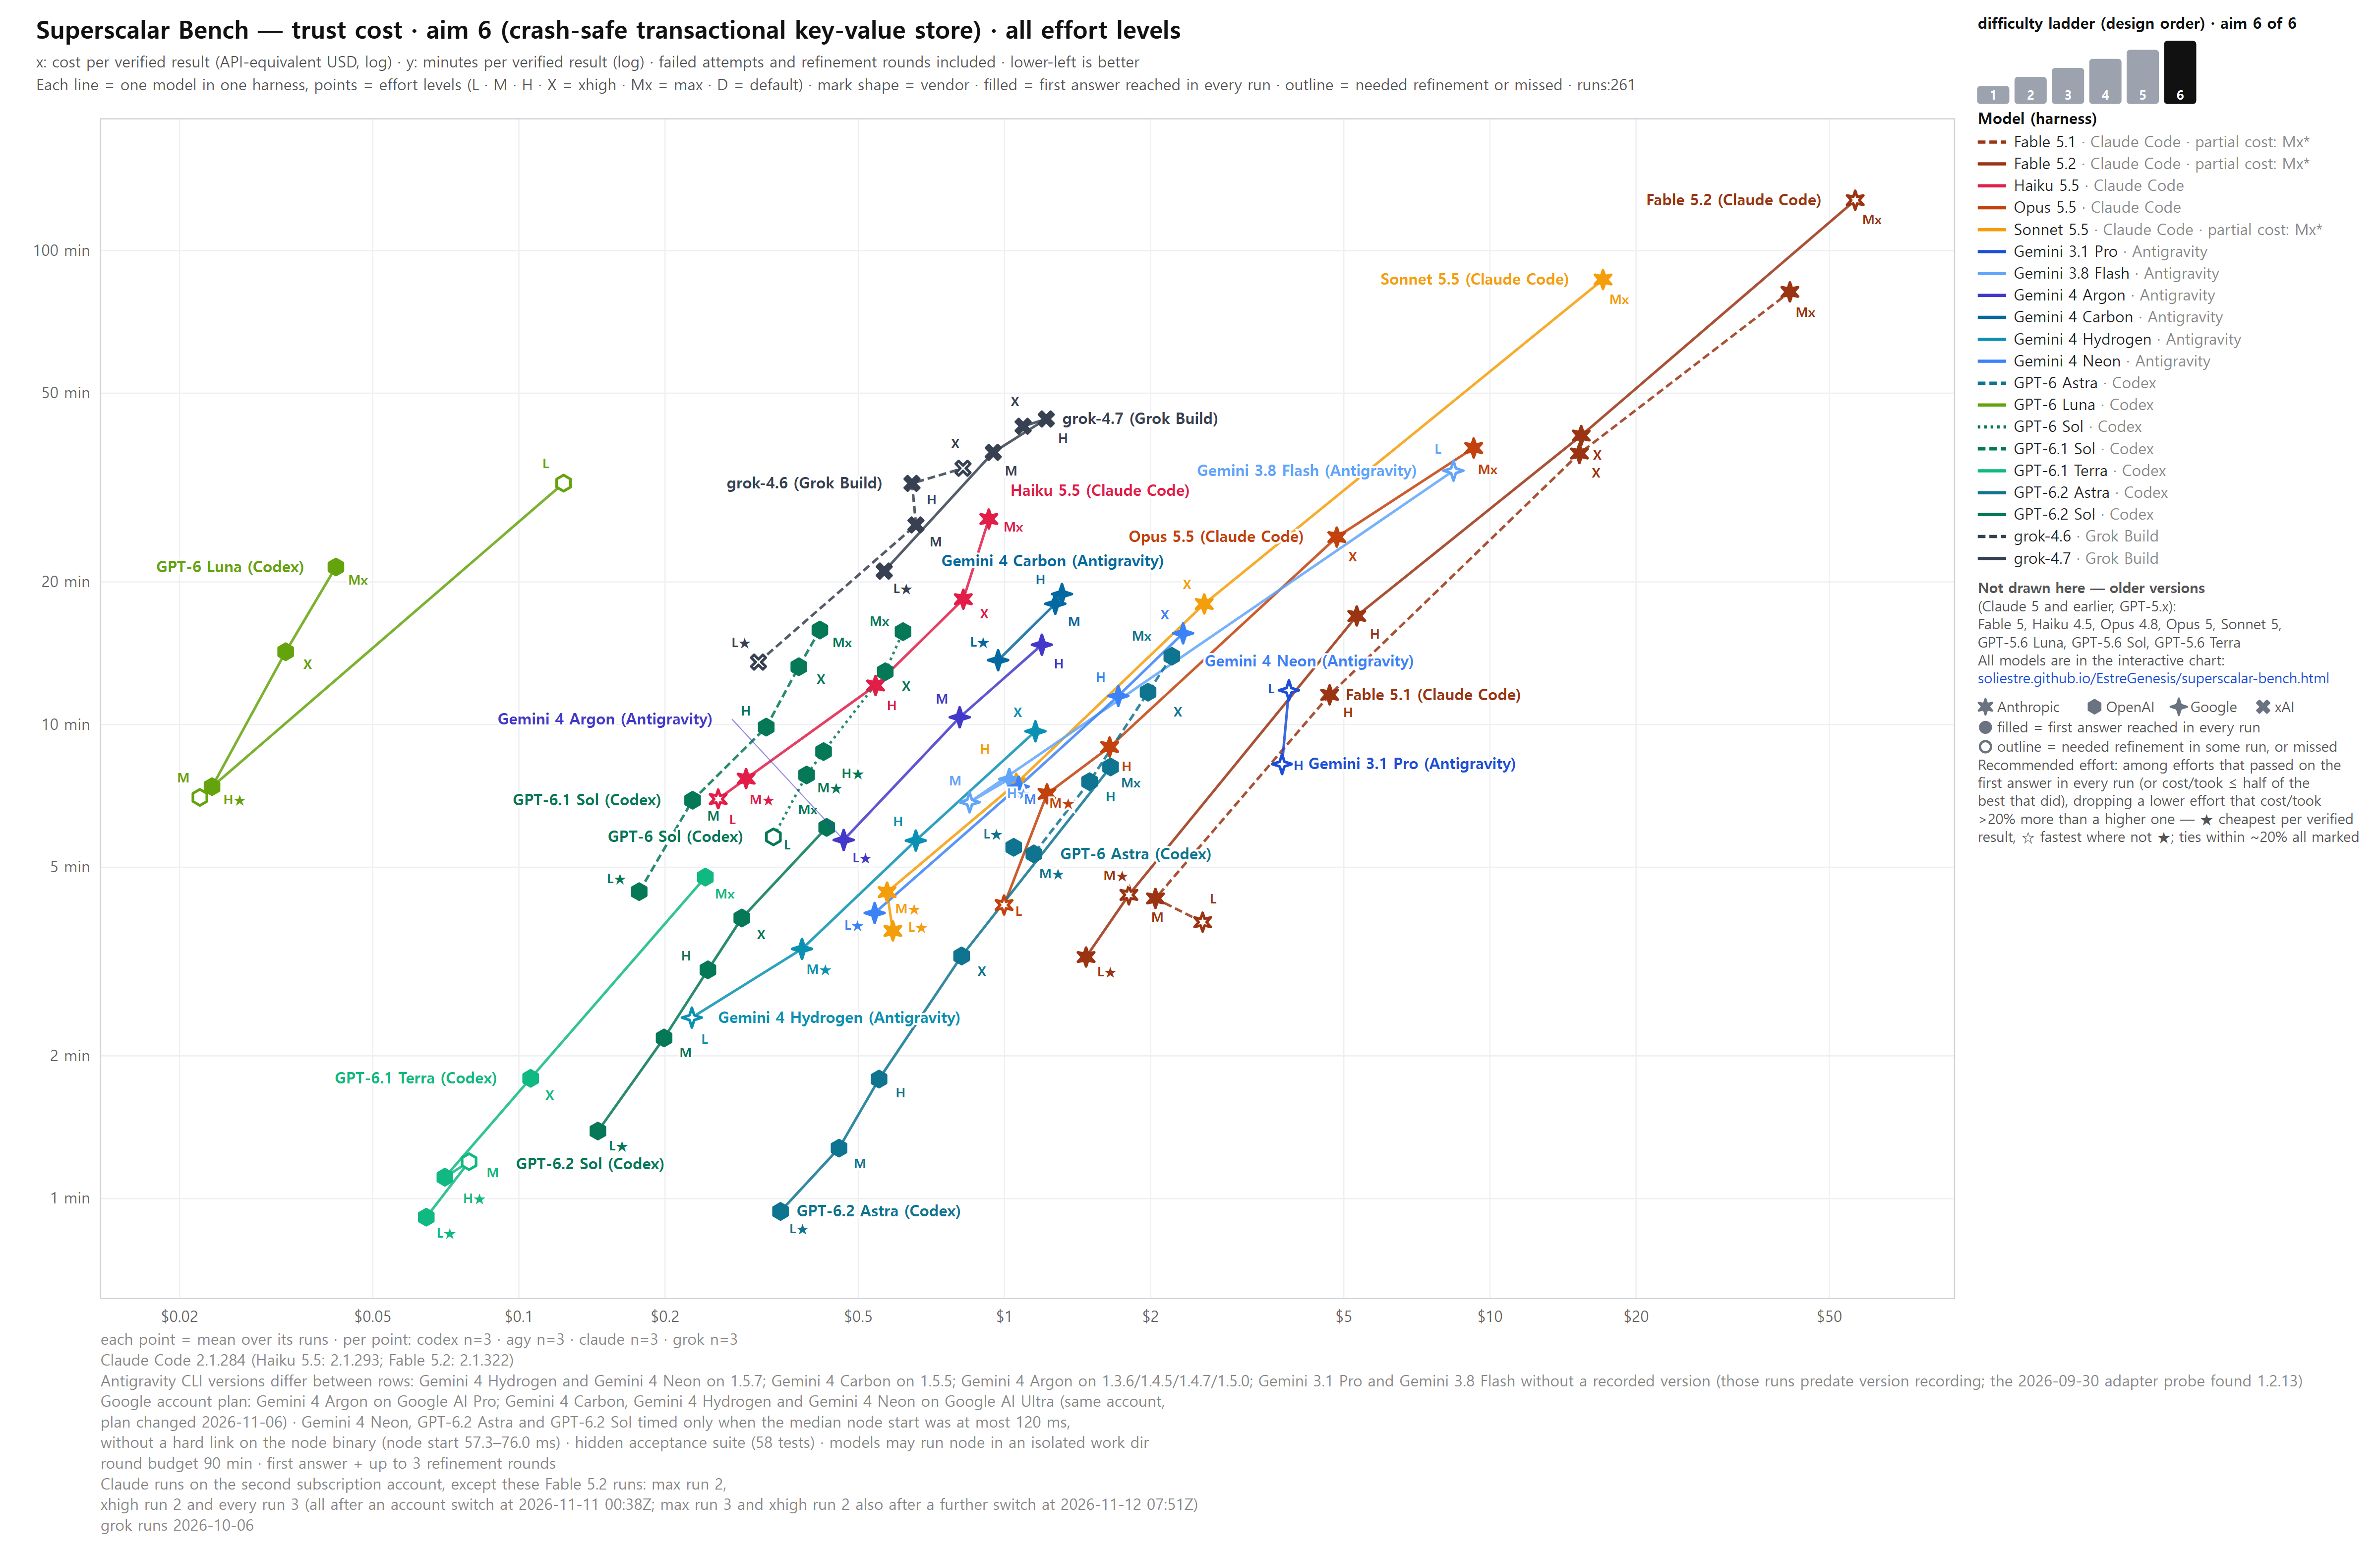 Superscalar Bench — trust cost · aim 6 (crash-safe transactional key-value store) · all effort levels
x: cost per verified result (API-equivalent USD, log) · y: minutes per verified result (log) · failed attempts and refinement rounds included · lower-left is better
Each line = one model in one harness, points = effort levels (L · M · H · X = xhigh · Mx = max · D = default) · mark shape = vendor · filled = first answer reached in every run · outline = needed refinement or missed · runs:261
difficulty ladder (design order) · aim 6 of 6
1 2 3 4 5 6
Model (harness)
Fable 5.1 · Claude Code · partial cost: Mx*
Fable 5.2 · Claude Code · partial cost: Mx*
Haiku 5.5 · Claude Code
Opus 5.5 · Claude Code
Sonnet 5.5 · Claude Code · partial cost: Mx*
Gemini 3.1 Pro · Antigravity
Gemini 3.8 Flash · Antigravity
Gemini 4 Argon · Antigravity
Gemini 4 Carbon · Antigravity
Gemini 4 Hydrogen · Antigravity
Gemini 4 Neon · Antigravity
GPT-6 Astra · Codex
GPT-6 Luna · Codex
GPT-6 Sol · Codex
GPT-6.1 Sol · Codex
GPT-6.1 Terra · Codex
GPT-6.2 Astra · Codex
GPT-6.2 Sol · Codex
grok-4.6 · Grok Build
grok-4.7 · Grok Build
Not drawn here — older versions
(Claude 5 and earlier, GPT-5.x):
Fable 5, Haiku 4.5, Opus 4.8, Opus 5, Sonnet 5,
GPT-5.6 Luna, GPT-5.6 Sol, GPT-5.6 Terra
All models are in the interactive chart:
soliestre.github.io/EstreGenesis/superscalar-bench.html
Anthropic OpenAI Google xAI
filled = first answer reached in every run
outline = needed refinement in some run, or missed
Recommended effort: among efforts that passed on the
first answer in every run (or cost/took ≤ half of the
best that did), dropping a lower effort that cost/took
>20% more than a higher one — ★ cheapest per verified
result, ☆ fastest where not ★; ties within ~20% all marked
100 min
50 min
20 min
10 min
5 min
2 min
1 min
Fable 5.2 (Claude Code)
Mx
Sonnet 5.5 (Claude Code)
Mx
Mx
X
grok-4.7 (Grok Build)
H
X
M
L
grok-4.6 (Grok Build)
H
Gemini 3.8 Flash (Antigravity)
L
Mx
X
X
Haiku 5.5 (Claude Code)
Mx
M
Opus 5.5 (Claude Code)
X
GPT-6 Luna (Codex)
Mx
Gemini 4 Carbon (Antigravity)
H
L★
X
X
M
X
Mx
Mx
Mx
H
L★
L★
H
X
Gemini 4 Neon (Antigravity)
X
X
H
L
M
H
Fable 5.1 (Claude Code)
H
Gemini 4 Argon (Antigravity)
H
H
X
X
H
H
H
Mx
Gemini 3.1 Pro (Antigravity)
M
H★
GPT-6.1 Sol (Codex)
M
M★
L
H★
M★
Mx
M
M
M★
H
GPT-6 Sol (Codex)
L
L★
H
L★
GPT-6 Astra (Codex)
M★
L★
Mx
M★
M
L
M★
L★
L★
L
X
H
M★
X
L★
Gemini 4 Hydrogen (Antigravity)
L
M
GPT-6.1 Terra (Codex)
X
H
L★
GPT-6.2 Sol (Codex)
M
M
H★
L★
GPT-6.2 Astra (Codex)
L★
$0.02 $0.05 $0.1 $0.2 $0.5 $1 $2 $5 $10 $20 $50
each point = mean over its runs · per point: codex n=3 · agy n=3 · claude n=3 · grok n=3
Claude Code 2.1.284 (Haiku 5.5: 2.1.293; Fable 5.2: 2.1.322)
Antigravity CLI versions differ between rows: Gemini 4 Hydrogen and Gemini 4 Neon on 1.5.7; Gemini 4 Carbon on 1.5.5; Gemini 4 Argon on 1.3.6/1.4.5/1.4.7/1.5.0; Gemini 3.1 Pro and Gemini 3.8 Flash without a recorded version (those runs predate version recording; the 2026-09-30 adapter probe found 1.2.13)
Google account plan: Gemini 4 Argon on Google AI Pro; Gemini 4 Carbon, Gemini 4 Hydrogen and Gemini 4 Neon on Google AI Ultra (same account,
plan changed 2026-11-06) · Gemini 4 Neon, GPT-6.2 Astra and GPT-6.2 Sol timed only when the median node start was at most 120 ms,
without a hard link on the node binary (node start 57.3–76.0 ms) · hidden acceptance suite (58 tests) · models may run node in an isolated work dir
round budget 90 min · first answer + up to 3 refinement rounds
Claude runs on the second subscription account, except these Fable 5.2 runs: max run 2,
xhigh run 2 and every run 3 (all after an account switch at 2026-11-11 00:38Z; max run 3 and xhigh run 2 also after a further switch at 2026-11-12 07:51Z)
grok runs 2026-10-06